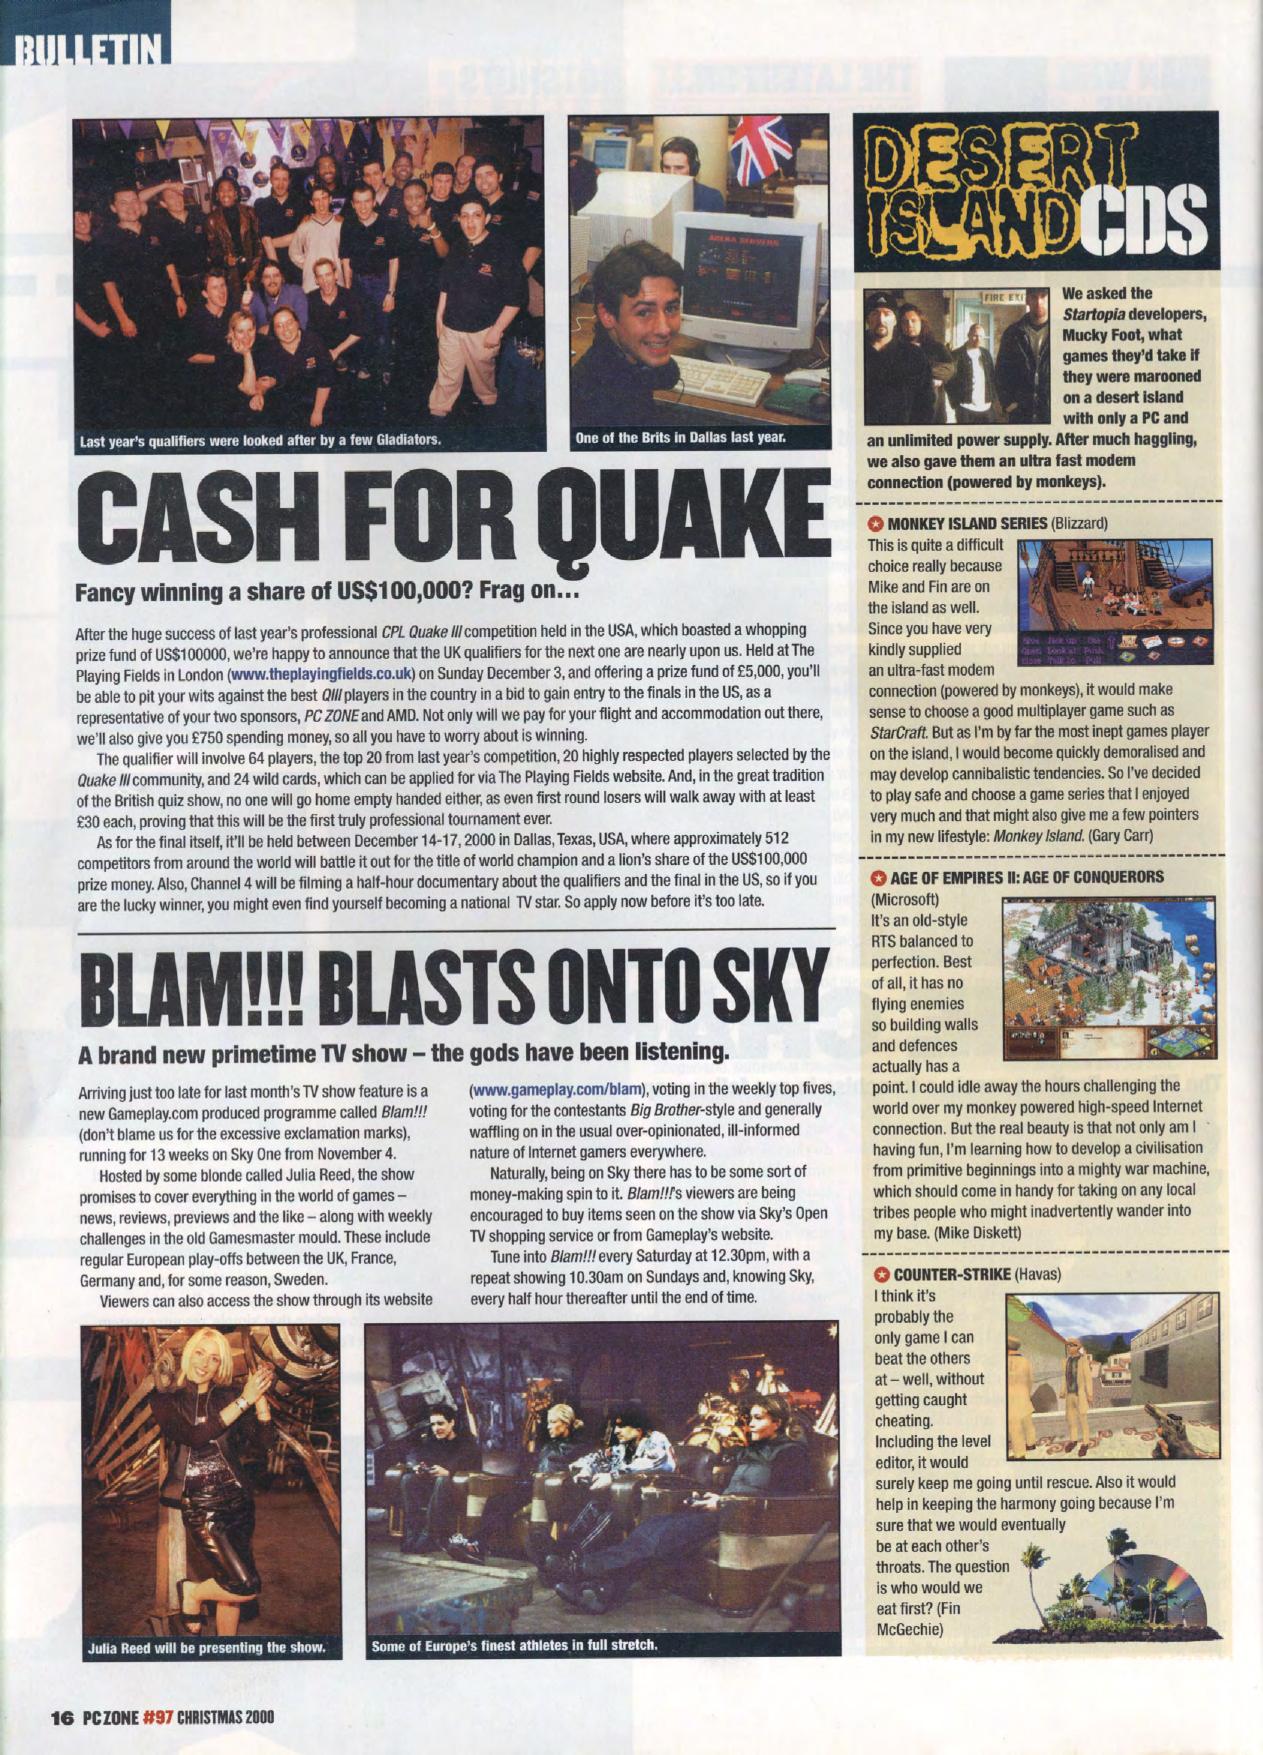 BULLETIN
Last year's qualifiers were looked after by a few Gladiators.
One of the Brits in Dallas last year.
CASH FOR QUAKE
Fancy winning a share of US$100,000? Frag on...
After the huge success of last year's professional CPL Quake III competition held in the USA, which boasted a whopping
prize fund of US$100000, we're happy to announce that the UK qualifiers for the next one are nearly upon us. Held at The
Playing Fields in London (www.theplayingfields.co.uk) on Sunday December 3, and offering a prize fund of £5,000, you'll
be able to pit your wits against the best QIII players in the country in a bid to gain entry to the finals in the US, as a
representative of your two sponsors, PC ZONE and AMD. Not only will we pay for your flight and accommodation out there,
we'll also give you £750 spending money, so all you have to worry about is winning.
The qualifier will involve 64 players, the top 20 from last year's competition, 20 highly respected players selected by the
Quake III community, and 24 wild cards, which can be applied for via The Playing Fields website. And, in the great tradition
of the British quiz show, no one will go home empty handed either, as even first round losers will walk away with at least
£30 each, proving that this will be the first truly professional tournament ever.
As for the final itself, it'll be held between December 14-17, 2000 in Dallas, Texas, USA, where approximately 512
competitors from around the world will battle it out for the title of world champion and a lion's share of the US$100,000
prize money. Also, Channel 4 will be filming a half-hour documentary about the qualifiers and the final in the US, so if you
are the lucky winner, you might even find yourself becoming a national TV star. So apply now before it's too late.
BLAM!!! BLASTS ONTO SKY
A brand new primetime TV show – the gods have been listening.
Arriving just too late for last month's TV show feature is a
new Gameplay.com produced programme called Blam!!!
(don't blame us for the excessive exclamation marks),
running for 13 weeks on Sky One from November 4.
Hosted by some blonde called Julia Reed, the show
promises to cover everything in the world of games –
news, reviews, previews and the like – along with weekly
challenges in the old Gamesmaster mould. These include
regular European play-offs between the UK, France,
Germany and, for some reason, Sweden.
Viewers can also access the show through its website
(www.gameplay.com/blam), voting in the weekly top fives,
voting for the contestants Big Brother-style and generally
waffling on in the usual over-opinionated, ill-informed
nature of Internet gamers everywhere.
Naturally, being on Sky there has to be some sort of
money-making spin to it. Blam!!!'s viewers are being
encouraged to buy items seen on the show via Sky's Open
TV shopping service or from Gameplay's website.
Tune into Blam!!! every Saturday at 12.30pm, with a
repeat showing 10.30am on Sundays and, knowing Sky,
every half hour thereafter until the end of time.
Julia Reed will be presenting the show.
Some of Europe's finest athletes in full stretch.
DESERT
ISLAND CDS
FIRE EXI
We asked the
Startopia developers,
Mucky Foot, what
games they'd take if
they were marooned
on a desert island
with only a PC and
an unlimited power supply. After much haggling,
we also gave them an ultra fast modem
connection (powered by monkeys).
MONKEY ISLAND SERIES (Blizzard)
This is quite a difficult
choice really because
Mike and Fin are on
the island as well.
Since you have very
kindly supplied
an ultra-fast modem
connection (powered by monkeys), it would make
sense to choose a good multiplayer game such as
StarCraft. But as I'm by far the most inept games player
on the island, I would become quickly demoralised and
may develop cannibalistic tendencies. So I've decided
to play safe and choose a game series that I enjoyed
very much and that might also give me a few pointers
in my new lifestyle: Monkey Island. (Gary Carr)
AGE OF EMPIRES II: AGE OF CONQUERORS
(Microsoft)
It's an old-style
RTS balanced to
perfection. Best
of all, it has no
flying enemies
so building walls
and defences
actually has a
point. I could idle away the hours challenging the
world over my monkey powered high-speed Internet
connection. But the real beauty is that not only am I
having fun, I'm learning how to develop a civilisation
from primitive beginnings into a mighty war machine,
which should come in handy for taking on any local
tribes people who might inadvertently wander into
my base. (Mike Diskett)
COUNTER-STRIKE (Havas)
I think it's
probably the
only game I can
beat the others
at – well, without
getting caught
cheating.
Including the level
editor, it would
surely keep me going until rescue. Also it would
help in keeping the harmony going because I'm
sure that we would eventually
be at each other's
throats. The question
is who would we
eat first? (Fin
McGechie)
16 PCZONE #97 CHRISTMAS 2000